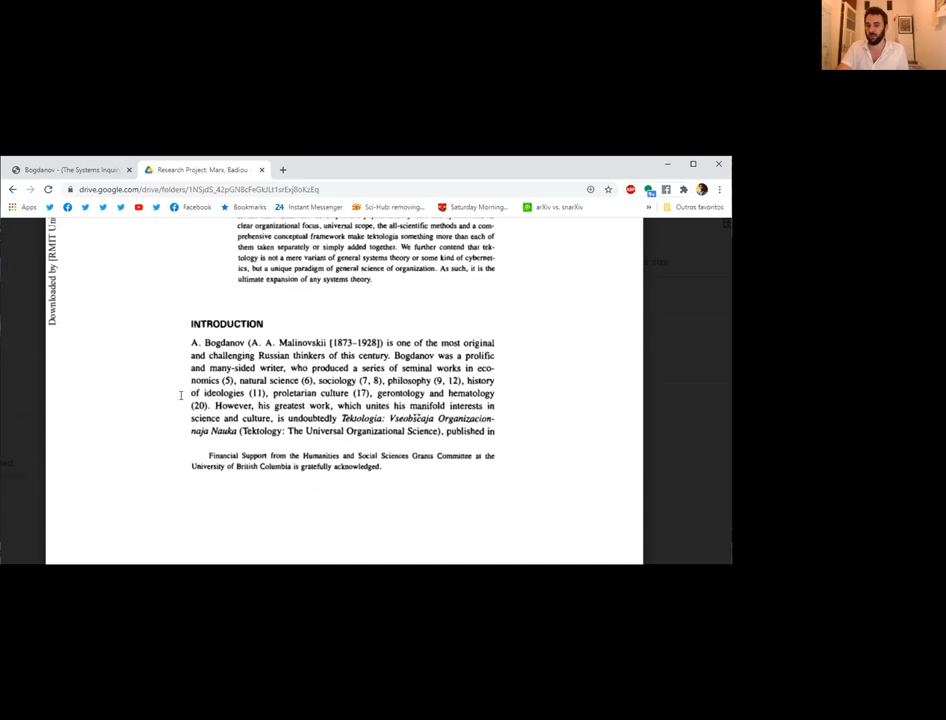 Bogdanov - (The Systems Inqui
Research Project: Marx, Badiou
drive.google.com/drive/folders/1NSjdS_42pGN8cFeGkJLt1srExj8oKzEq
Apps
Facebook
Bookmarks
24 Instant Messenger
Sci-Hub: removing...
Saturday Morning...
arXiv vs. snarXiv
»
Outros favoritos
Downloaded by [RMIT Un
clear organizational focus, universal scope, the all-scientific methods and a com-
prehensive conceptual framework make tektologia something more than each of
them taken separately or simply added together. We further contend that tek-
tology is not a mere variant of general systems theory or some kind of cybernet-
ics, but a unique paradigm of general science of organization. As such, it is the
ultimate expansion of any systems theory.
INTRODUCTION
A. Bogdanov (A. A. Malinovskii [1873–1928]) is one of the most original
and challenging Russian thinkers of this century. Bogdanov was a prolific
and many-sided writer, who produced a series of seminal works in eco-
nomics (5), natural science (6), sociology (7, 8), philosophy (9, 12), history
of ideologies (11), proletarian culture (17), gerontology and hematology
(20). However, his greatest work, which unites his manifold interests in
science and culture, is undoubtedly Tektologia: Vseobščaja Organizacion-
naja Nauka (Tektology: The Universal Organizational Science), published in
Financial Support from the Humanities and Social Sciences Grants Committee at the
University of British Columbia is gratefully acknowledged.